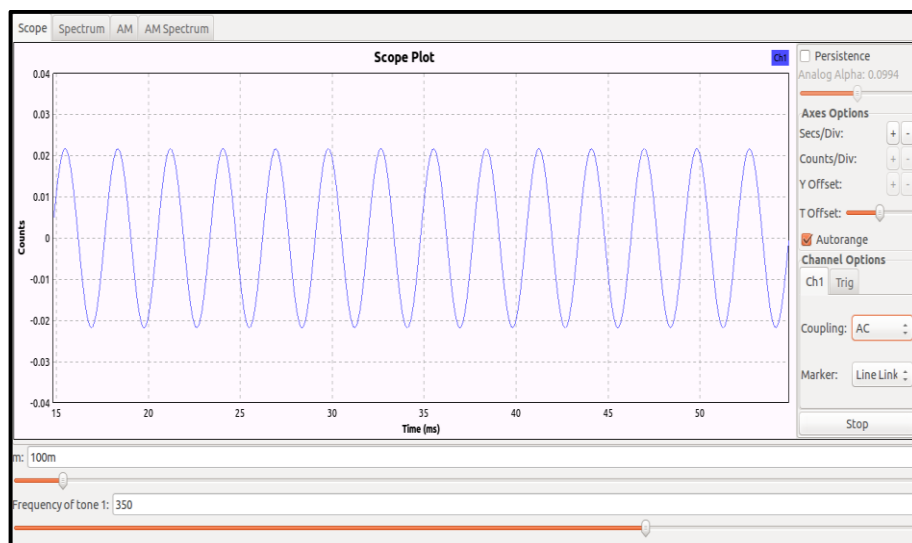 Scope Spectrum AM AM Spectrum
Scope Plot
Ch1
0.04
0.03
0.02
0.01
0
-0.01
-0.02
-0.03
-0.04
Counts
15 20 25 30 35 40 45 50
Time (ms)
Persistence
Analog Alpha: 0.0994
Axes Options
Secs/Div: + -
Counts/Div: + -
Y Offset: + -
T Offset:
Autorange
Channel Options
Ch1 Trig
Coupling: AC
Marker: Line Link
Stop
m: 100m
Frequency of tone 1: 350